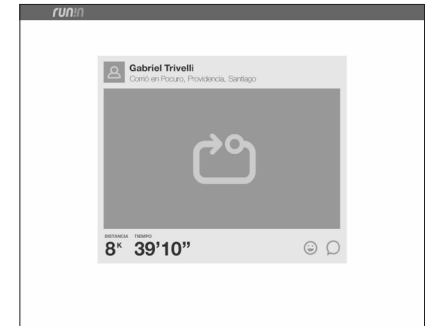 run!n
Gabriel Trivelli
Corrió en Pocuro, Providencia, Santiago
DISTANCIA TIEMPO
8K 39'10”